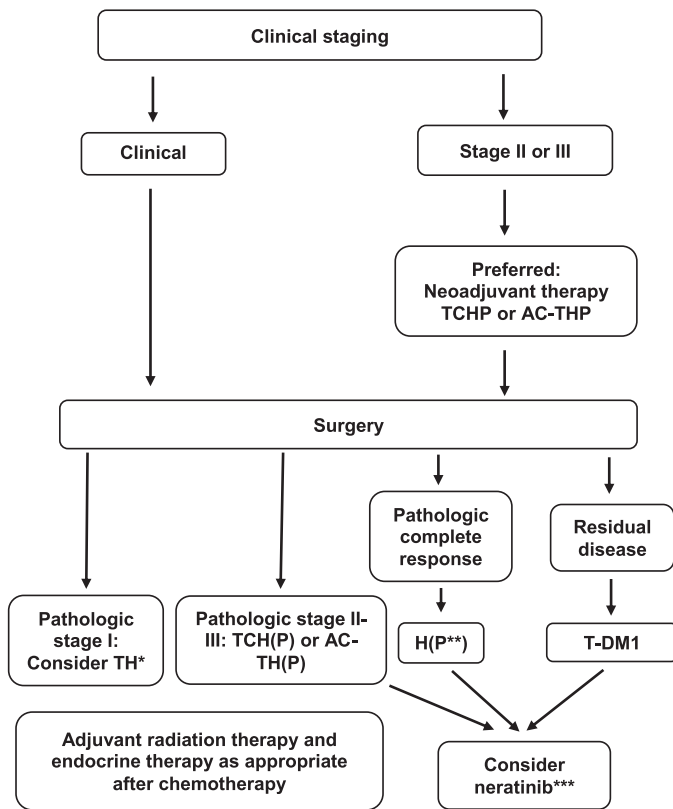 Clinical staging
Clinical
Stage II or III
Preferred:
Neoadjuvant therapy
TCHP or AC-THP
Surgery
Pathologic
complete
response
Residual
disease
Pathologic
stage I:
Consider TH*
Pathologic stage II-
III: TCH(P) or AC-
TH(P)
H(P**)
T-DM1
Adjuvant radiation therapy and
endocrine therapy as appropriate
after chemotherapy
Consider
neratinib***